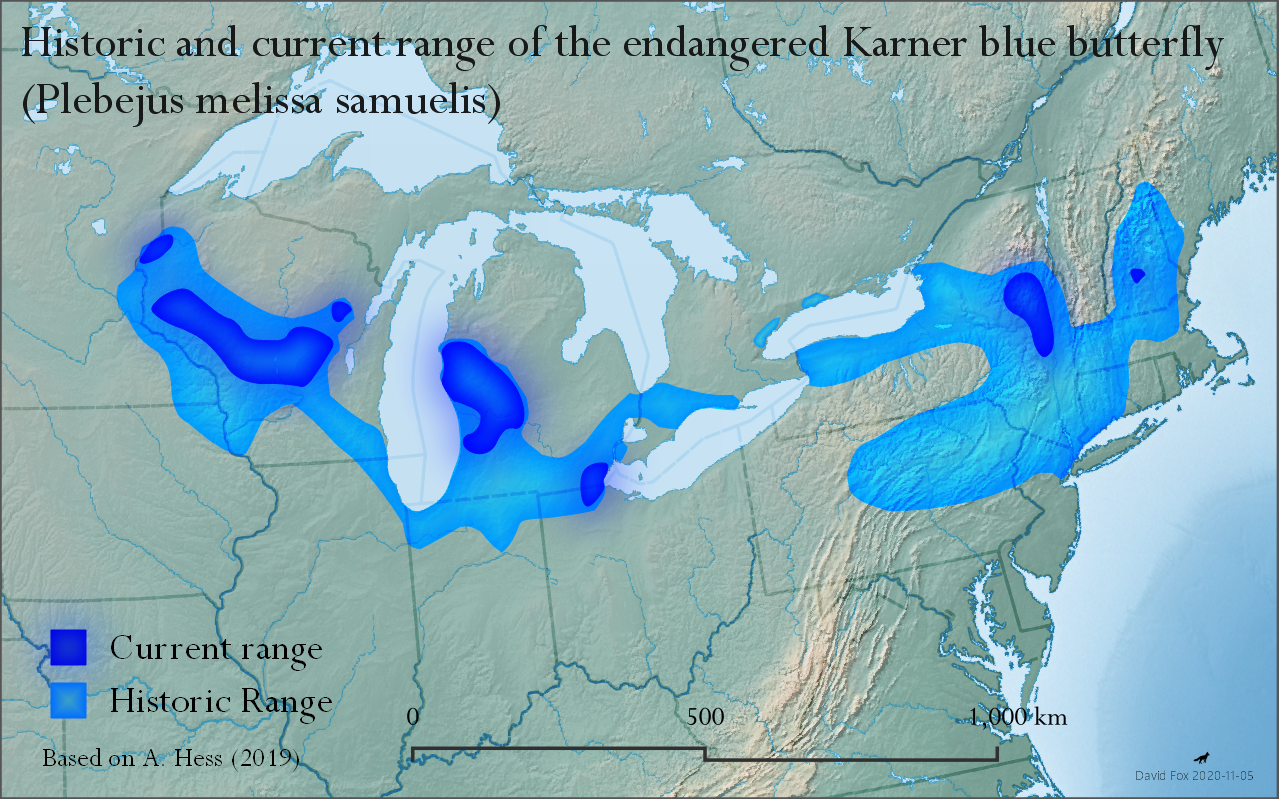 Historic and current range of the endangered Karner blue butterfly
(Plebejus melissa samuelis)
Current range
Historic Range
0 500 1,000 km
Based on A. Hess (2019)
David Fox 2020-11-05